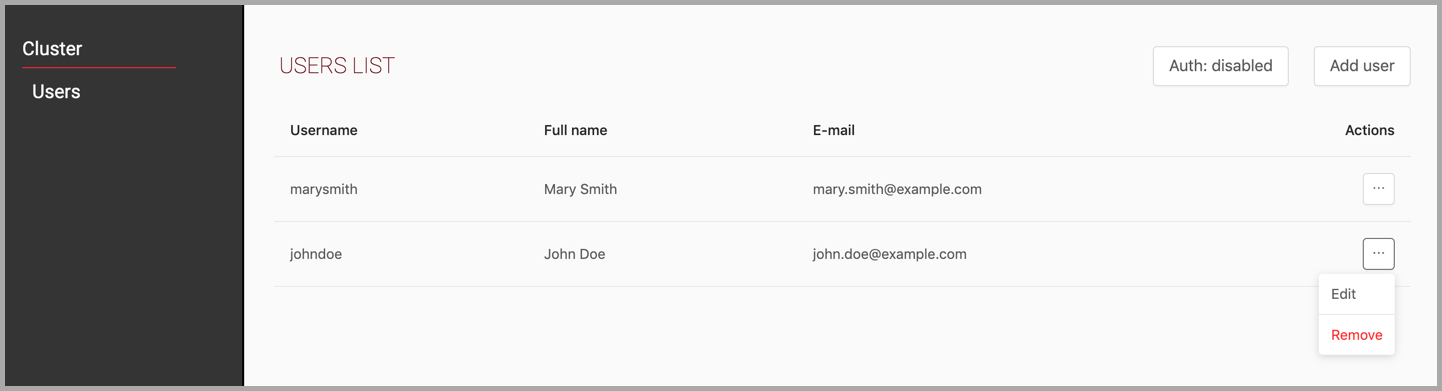 Cluster
Users
USERS LIST
Auth: disabled
Add user
Username Full name E-mail Actions
marysmith Mary Smith mary.smith@example.com ...
johndoe John Doe john.doe@example.com ...
Edit
Remove